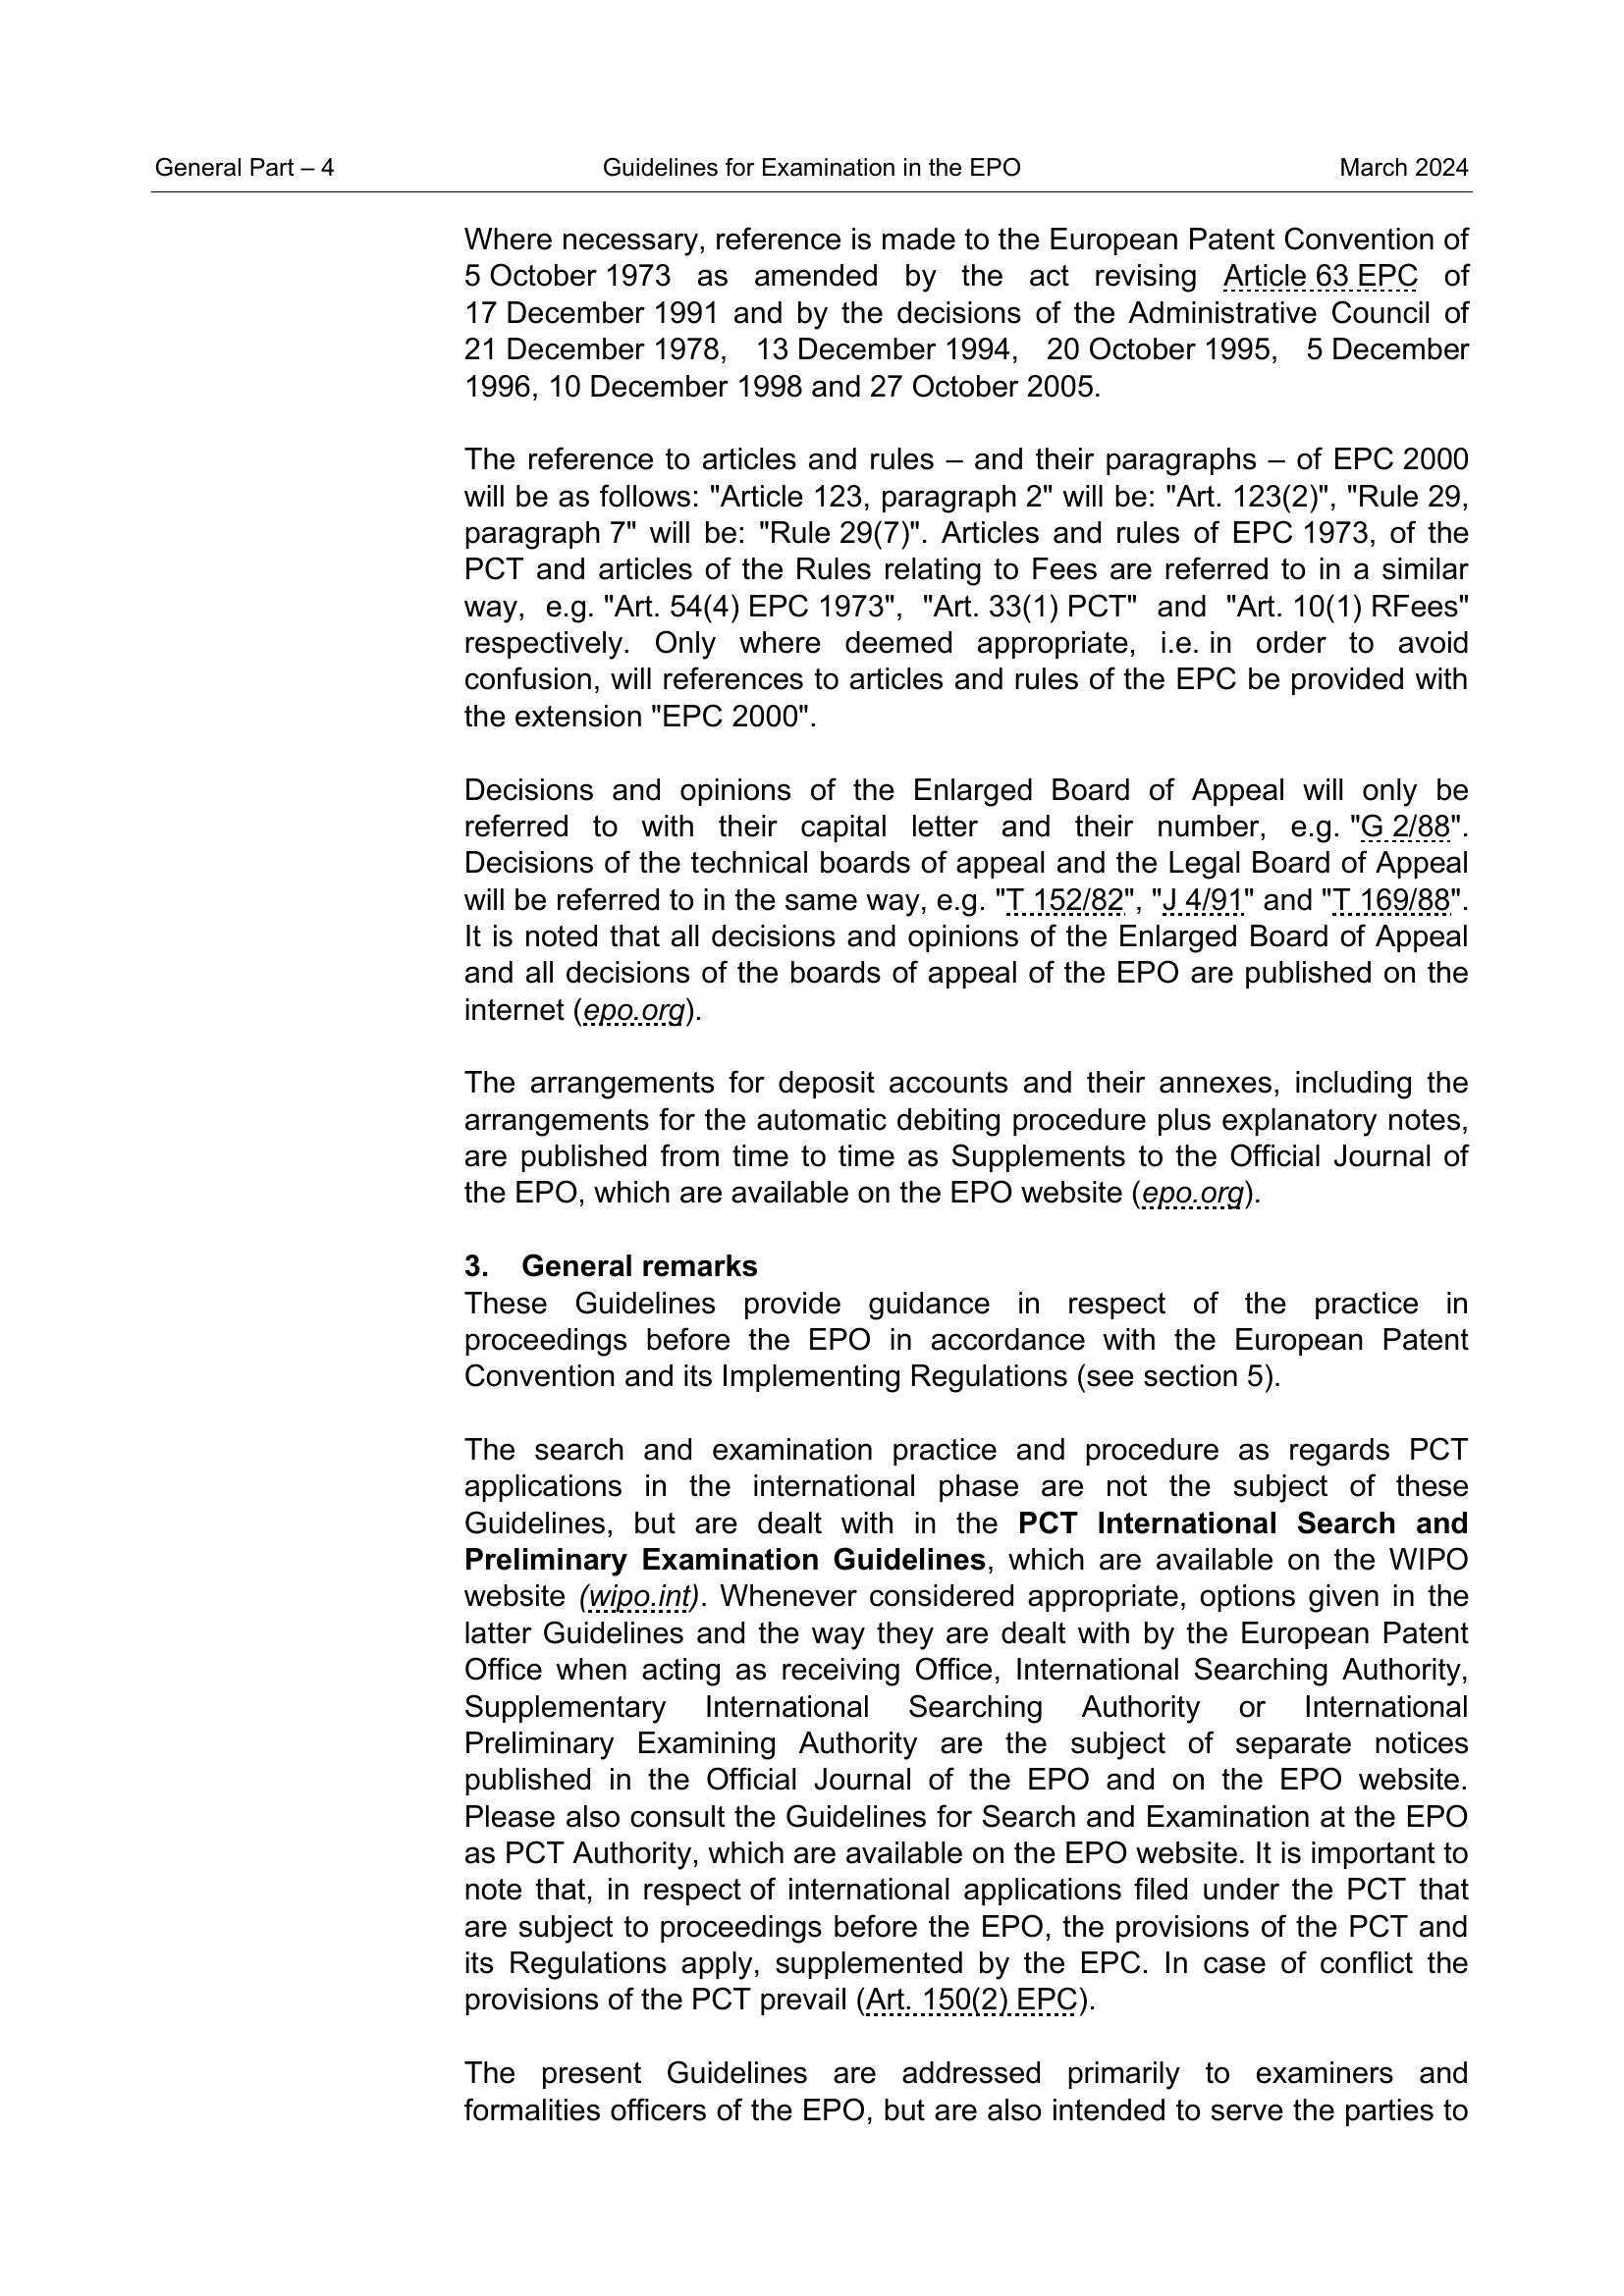 General Part – 4 Guidelines for Examination in the EPO March 2024
Where necessary, reference is made to the European Patent Convention of
5 October 1973 as amended by the act revising Article 63 EPC of
17 December 1991 and by the decisions of the Administrative Council of
21 December 1978, 13 December 1994, 20 October 1995, 5 December
1996, 10 December 1998 and 27 October 2005.
The reference to articles and rules – and their paragraphs – of EPC 2000
will be as follows: "Article 123, paragraph 2" will be: "Art. 123(2)", "Rule 29,
paragraph 7" will be: "Rule 29(7)". Articles and rules of EPC 1973, of the
PCT and articles of the Rules relating to Fees are referred to in a similar
way, e.g. "Art. 54(4) EPC 1973", "Art. 33(1) PCT" and "Art. 10(1) RFees"
respectively. Only where deemed appropriate, i.e. in order to avoid
confusion, will references to articles and rules of the EPC be provided with
the extension "EPC 2000".
Decisions and opinions of the Enlarged Board of Appeal will only be
referred to with their capital letter and their number, e.g. "G 2/88".
Decisions of the technical boards of appeal and the Legal Board of Appeal
will be referred to in the same way, e.g. "T 152/82", "J 4/91" and "T 169/88".
It is noted that all decisions and opinions of the Enlarged Board of Appeal
and all decisions of the boards of appeal of the EPO are published on the
internet (epo.org).
The arrangements for deposit accounts and their annexes, including the
arrangements for the automatic debiting procedure plus explanatory notes,
are published from time to time as Supplements to the Official Journal of
the EPO, which are available on the EPO website (epo.org).
3. General remarks
These Guidelines provide guidance in respect of the practice in
proceedings before the EPO in accordance with the European Patent
Convention and its Implementing Regulations (see section 5).
The search and examination practice and procedure as regards PCT
applications in the international phase are not the subject of these
Guidelines, but are dealt with in the PCT International Search and
Preliminary Examination Guidelines, which are available on the WIPO
website (wipo.int). Whenever considered appropriate, options given in the
latter Guidelines and the way they are dealt with by the European Patent
Office when acting as receiving Office, International Searching Authority,
Supplementary International Searching Authority or International
Preliminary Examining Authority are the subject of separate notices
published in the Official Journal of the EPO and on the EPO website.
Please also consult the Guidelines for Search and Examination at the EPO
as PCT Authority, which are available on the EPO website. It is important to
note that, in respect of international applications filed under the PCT that
are subject to proceedings before the EPO, the provisions of the PCT and
its Regulations apply, supplemented by the EPC. In case of conflict the
provisions of the PCT prevail (Art. 150(2) EPC).
The present Guidelines are addressed primarily to examiners and
formalities officers of the EPO, but are also intended to serve the parties to